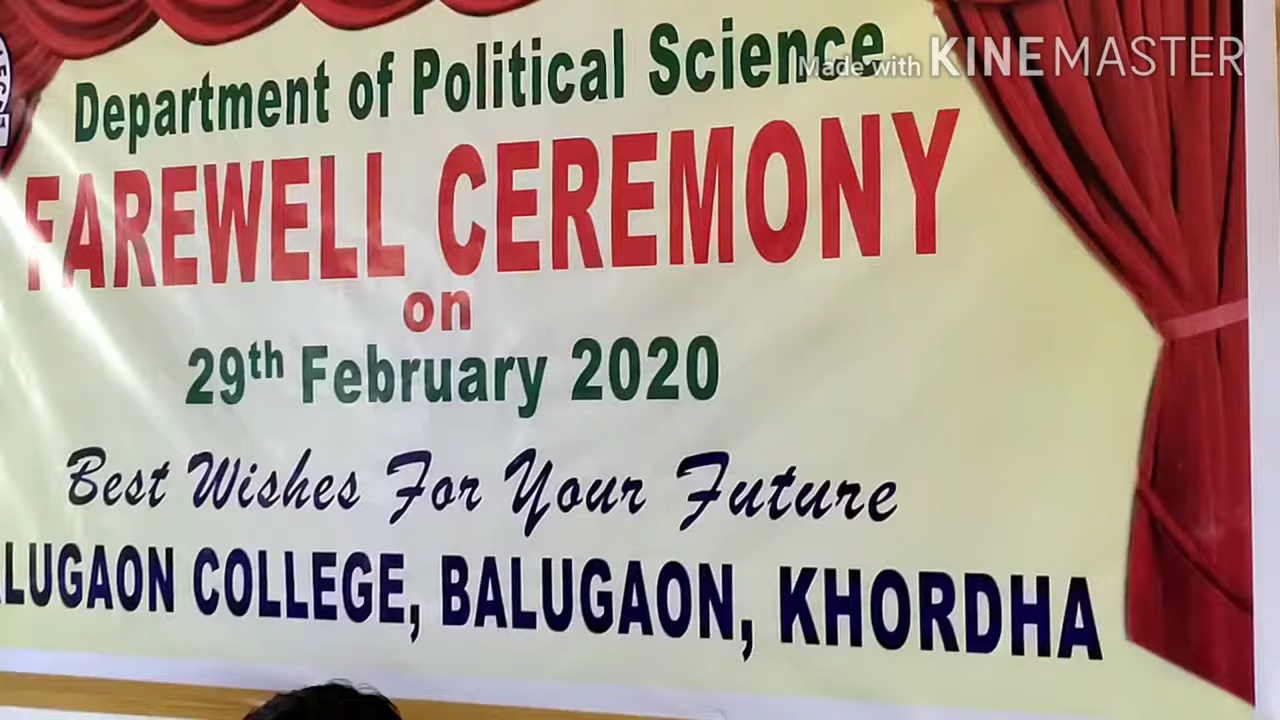 Department of Political Science
FAREWELL CEREMONY
on
29th February 2020
Best Wishes For Your Future
LUGAON COLLEGE, BALUGAON, KHORDHA
Made with KINEMASTER